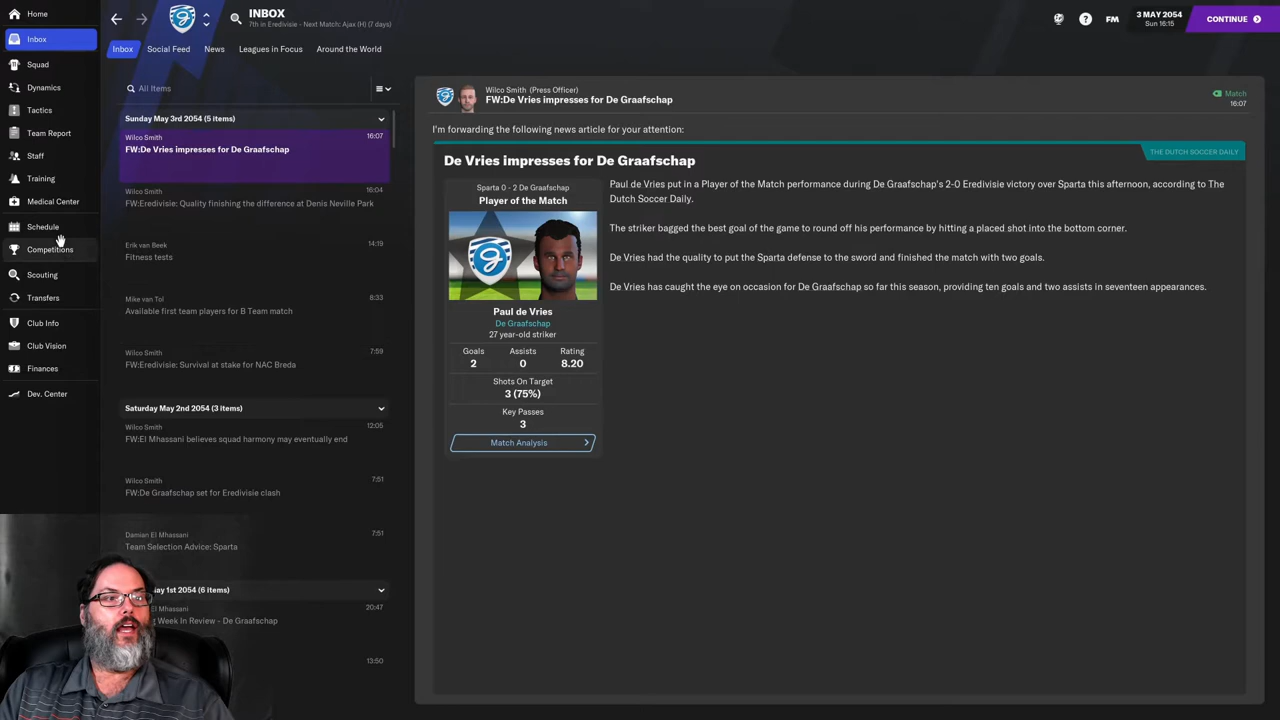 Home
Inbox
Squad
Dynamics
Tactics
Team Report
Staff
Training
Medical Center
Schedule
Competitions
Scouting
Transfers
Club Info
Club Vision
Finances
Dev. Center
INBOX
7th in Eredivisie - Next Match: Ajax (H) (7 days)
FM
3 MAY 2054
Sun 16:15
CONTINUE
Inbox
Social Feed
News
Leagues in Focus
Around the World
All Items
Sunday May 3rd 2054 (5 items)
Wilco Smith
16:07
FW:De Vries impresses for De Graafschap
Wilco Smith
16:04
FW:Eredivisie: Quality finishing the difference at Denis Neville Park
Erik van Beek
14:19
Fitness tests
Mike van Tol
8:33
Available first team players for B Team match
Wilco Smith
7:59
FW:Eredivisie: Survival at stake for NAC Breda
Saturday May 2nd 2054 (3 items)
Wilco Smith
12:05
FW:El Mhassani believes squad harmony may eventually end
Wilco Smith
7:51
FW:De Graafschap set for Eredivisie clash
Damian El Mhassani
7:51
Team Selection Advice: Sparta
ay 1st 2054 (6 items)
El Mhassani
20:47
Week In Review - De Graafschap
13:50
Wilco Smith (Press Officer)
FW:De Vries impresses for De Graafschap
Match
16:07
I'm forwarding the following news article for your attention:
De Vries impresses for De Graafschap
THE DUTCH SOCCER DAILY
Sparta 0 - 2 De Graafschap
Player of the Match
Paul de Vries
De Graafschap
27 year-old striker
Goals
Assists
Rating
2
0
8.20
Shots On Target
3 (75%)
Key Passes
3
Match Analysis
Paul de Vries put in a Player of the Match performance during De Graafschap's 2-0 Eredivisie victory over Sparta this afternoon, according to The
Dutch Soccer Daily.
The striker bagged the best goal of the game to round off his performance by hitting a placed shot into the bottom corner.
De Vries had the quality to put the Sparta defense to the sword and finished the match with two goals.
De Vries has caught the eye on occasion for De Graafschap so far this season, providing ten goals and two assists in seventeen appearances.